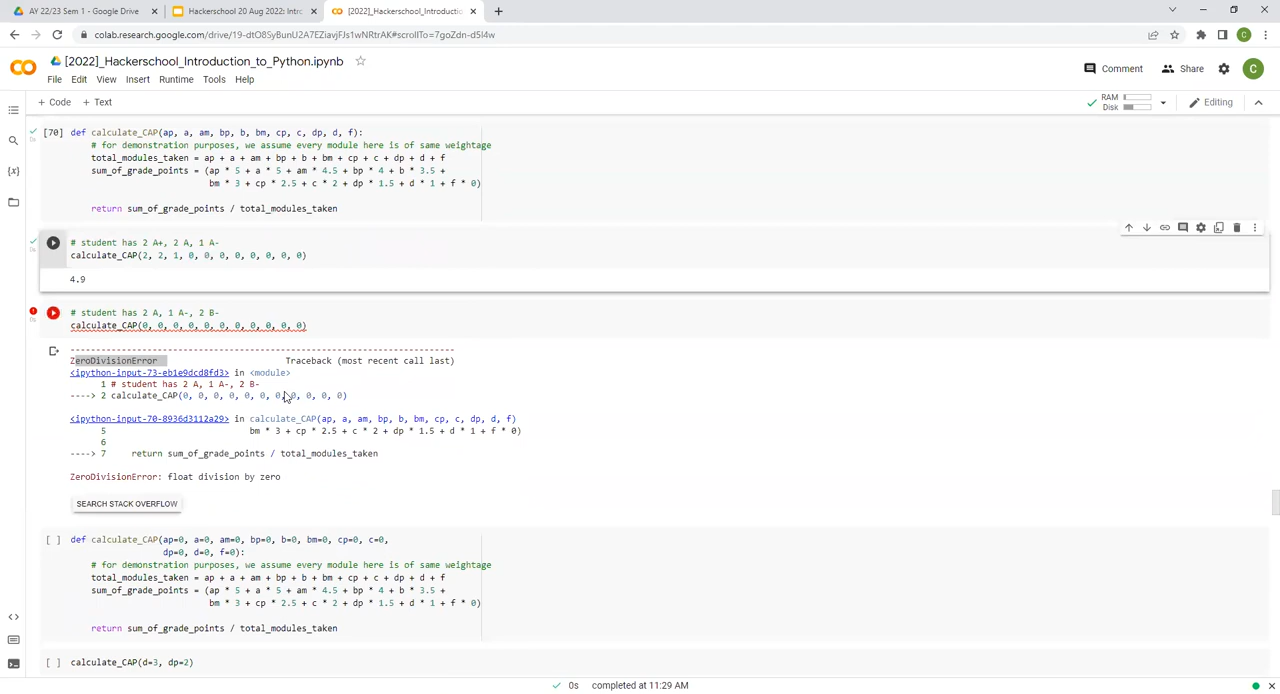 AY 22/23 Sem 1 - Google Drive
Hackerschool 20 Aug 2022: Intro
[2022]_Hackerschool_Introductio
colab.research.google.com/drive/19-dtO8SyBunU2A7EZiavjFJs1wNRtrAK#scrollTo=7goZdn-d5l4w
C
[2022]_Hackerschool_Introduction_to_Python.ipynb
Comment
Share
C
File Edit View Insert Runtime Tools Help
+ Code + Text
RAM
Disk
Editing
[70] def calculate_CAP(ap, a, am, bp, b, bm, cp, c, dp, d, f):
# for demonstration purposes, we assume every module here is of same weightage
total_modules_taken = ap + a + am + bp + b + bm + cp + c + dp + d + f
sum_of_grade_points = (ap * 5 + a * 5 + am * 4.5 + bp * 4 + b * 3.5 +
bm * 3 + cp * 2.5 + c * 2 + dp * 1.5 + d * 1 + f * 0)
return sum_of_grade_points / total_modules_taken
# student has 2 A+, 2 A, 1 A-
calculate_CAP(2, 2, 1, 0, 0, 0, 0, 0, 0, 0, 0)
4.9
# student has 2 A, 1 A-, 2 B-
calculate_CAP(0, 0, 0, 0, 0, 0, 0, 0, 0, 0, 0)
---------------------------------------------------------------------------
ZeroDivisionError Traceback (most recent call last)
<ipython-input-73-eb1e9dcd8fd3> in <module>
1 # student has 2 A, 1 A-, 2 B-
----> 2 calculate_CAP(0, 0, 0, 0, 0, 0, 0, 0, 0, 0, 0)
<ipython-input-70-8936d3112a29> in calculate_CAP(ap, a, am, bp, b, bm, cp, c, dp, d, f)
5 bm * 3 + cp * 2.5 + c * 2 + dp * 1.5 + d * 1 + f * 0)
6
----> 7 return sum_of_grade_points / total_modules_taken
ZeroDivisionError: float division by zero
SEARCH STACK OVERFLOW
[ ] def calculate_CAP(ap=0, a=0, am=0, bp=0, b=0, bm=0, cp=0, c=0,
dp=0, d=0, f=0):
# for demonstration purposes, we assume every module here is of same weightage
total_modules_taken = ap + a + am + bp + b + bm + cp + c + dp + d + f
sum_of_grade_points = (ap * 5 + a * 5 + am * 4.5 + bp * 4 + b * 3.5 +
bm * 3 + cp * 2.5 + c * 2 + dp * 1.5 + d * 1 + f * 0)
return sum_of_grade_points / total_modules_taken
[ ] calculate_CAP(d=3, dp=2)
0s completed at 11:29 AM